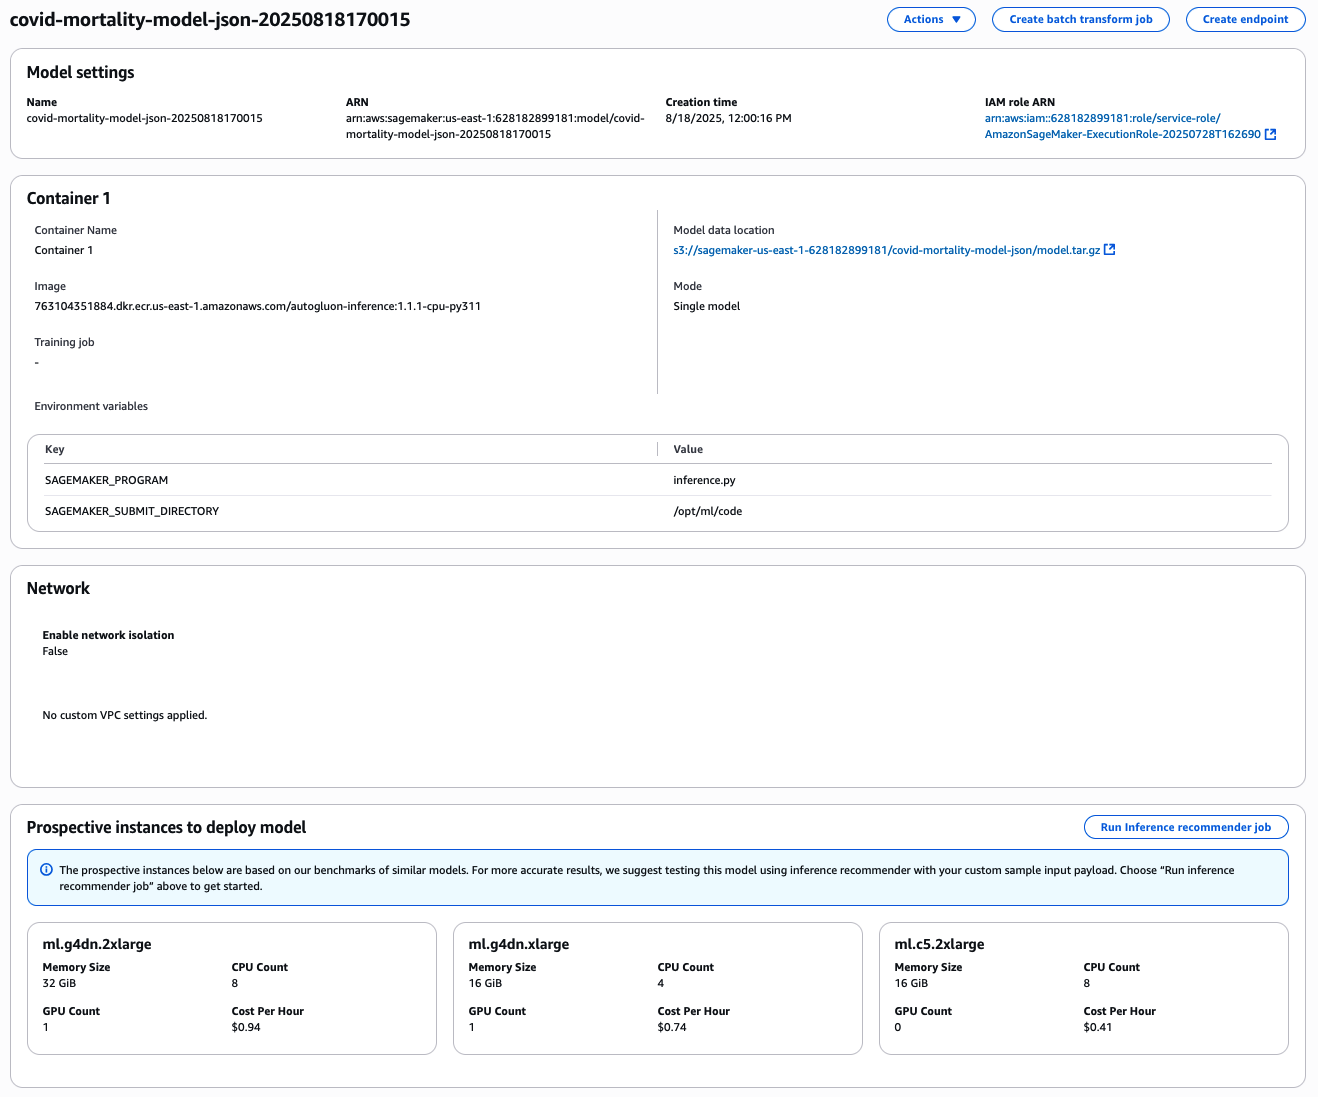 covid-mortality-model-json-20250818170015
Actions ▼
Create batch transform job
Create endpoint
Model settings
Name
covid-mortality-model-json-20250818170015
ARN
arn:aws:sagemaker:us-east-1:628182899181:model/covid-
mortality-model-json-20250818170015
Creation time
8/18/2025, 12:00:16 PM
IAM role ARN
arn:aws:iam::628182899181:role/service-role/
AmazonSageMaker-ExecutionRole-20250728T162690
Container 1
Container Name
Container 1
Image
763104351884.dkr.ecr.us-east-1.amazonaws.com/autogluon-inference:1.1.1-cpu-py311
Training job
-
Model data location
s3://sagemaker-us-east-1-628182899181/covid-mortality-model-json/model.tar.gz
Mode
Single model
Environment variables
Key Value
SAGEMAKER_PROGRAM inference.py
SAGEMAKER_SUBMIT_DIRECTORY /opt/ml/code
Network
Enable network isolation
False
No custom VPC settings applied.
Prospective instances to deploy model
Run Inference recommender job
The prospective instances below are based on our benchmarks of similar models. For more accurate results, we suggest testing this model using inference recommender with your custom sample input payload. Choose “Run inference
recommender job” above to get started.
ml.g4dn.2xlarge
Memory Size CPU Count
32 GiB 8
GPU Count Cost Per Hour
1 $0.94
ml.g4dn.xlarge
Memory Size CPU Count
16 GiB 4
GPU Count Cost Per Hour
1 $0.74
ml.c5.2xlarge
Memory Size CPU Count
16 GiB 8
GPU Count Cost Per Hour
0 $0.41